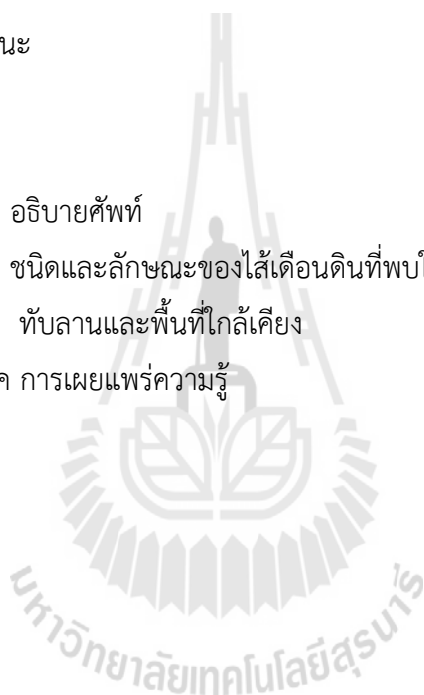 นะ
อธิบายศัพท์
ชนิดและลักษณะของไส้เดือนดินที่พบใ
ทับลานและพื้นที่ใกล้เคียง
ค การเผยแพร่ความรู้
มหาวิทยาลัยเทคโนโลยีสุรนารี